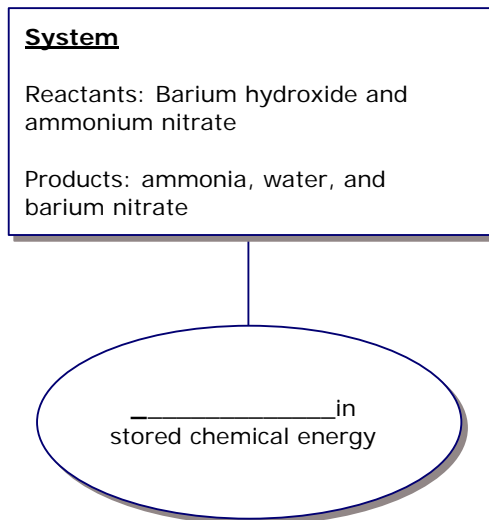 System
Reactants: Barium hydroxide and
ammonium nitrate
Products: ammonia, water, and
barium nitrate
_______________in
stored chemical energy